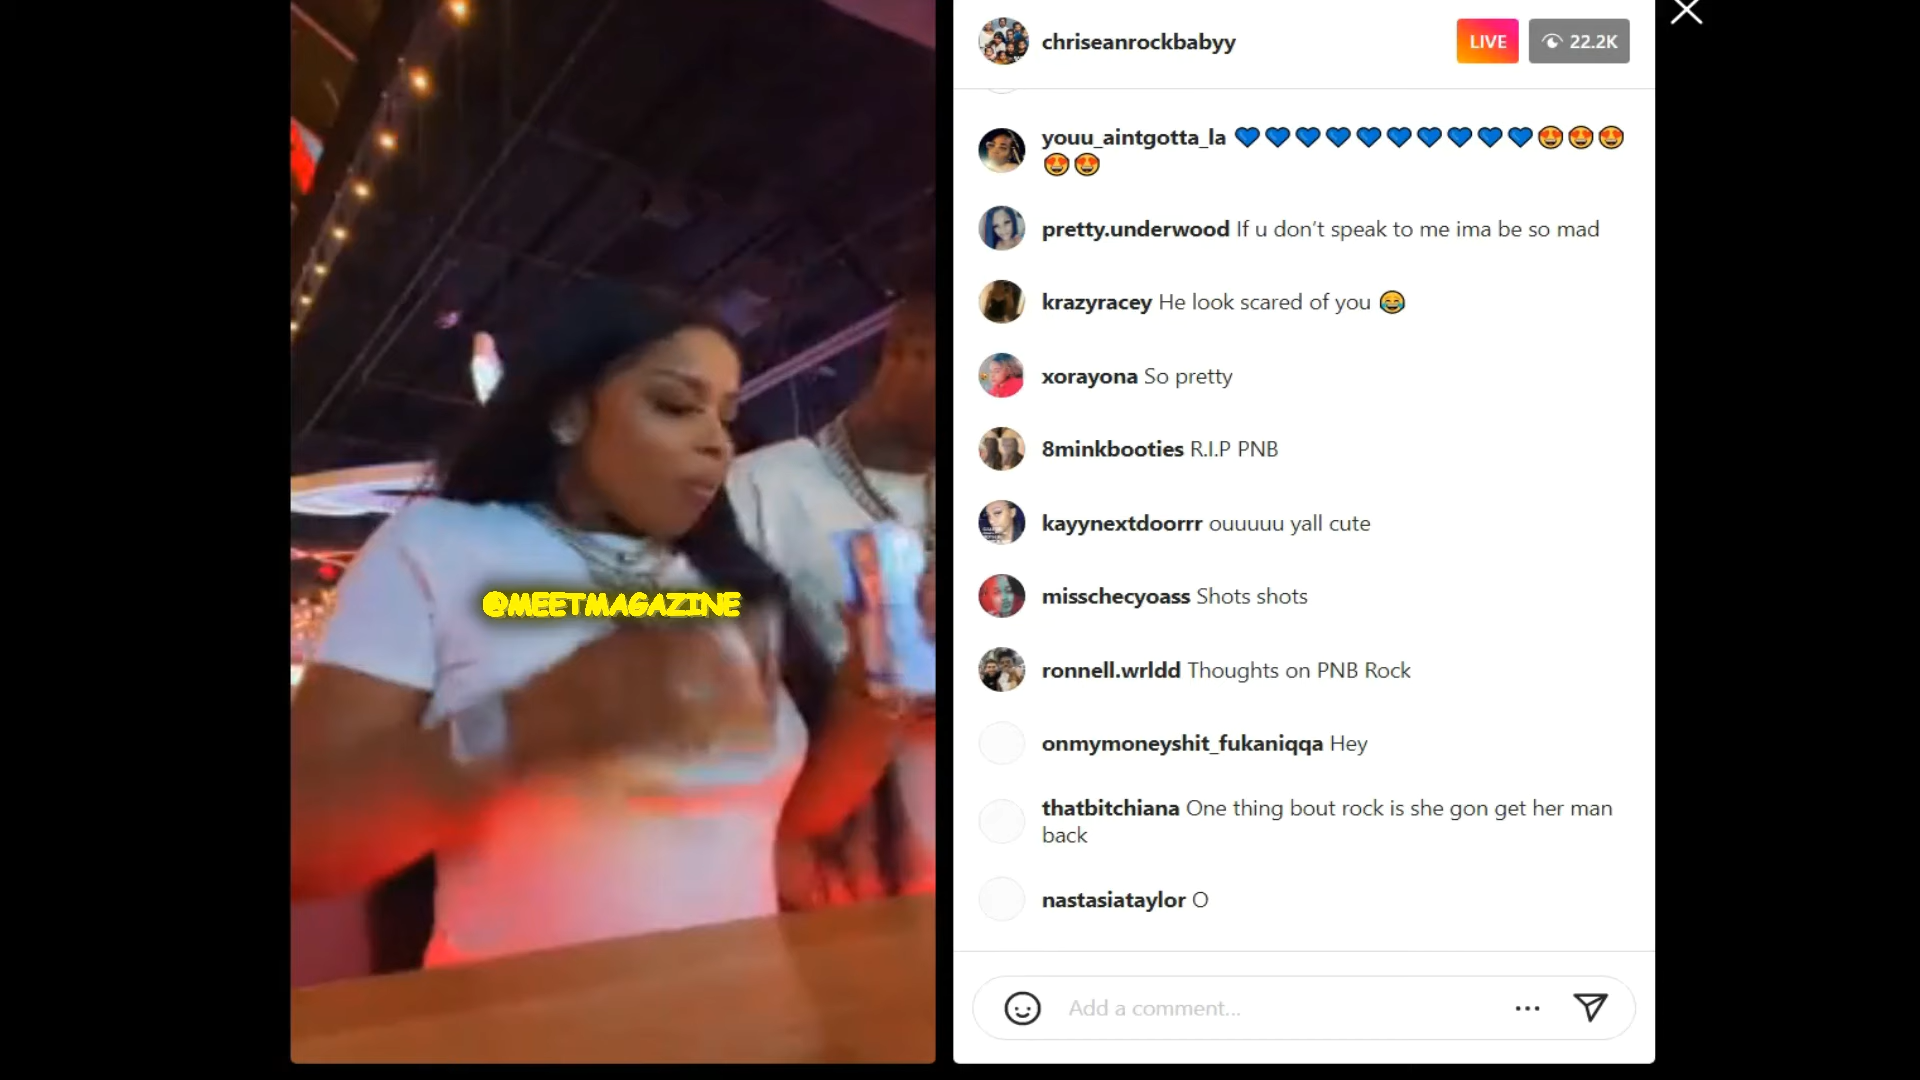 chriseanrockbabyy
LIVE
22.2K
youu_aintgotta_la 💙💙💙💙💙💙💙💙💙💙😍😍😍
😍😍
pretty.underwood If u don’t speak to me ima be so mad
krazyracey He look scared of you 😂
xorayona So pretty
8minkbooties R.I.P PNB
kayynextdoorrr ouuuuu yall cute
misschecyoass Shots shots
ronnell.wrldd Thoughts on PNB Rock
onmymoneyshit_fukaniqqa Hey
thatbitchiana One thing bout rock is she gon get her man
back
nastasiataylor O
Add a comment...
@MEETMAGAZINE